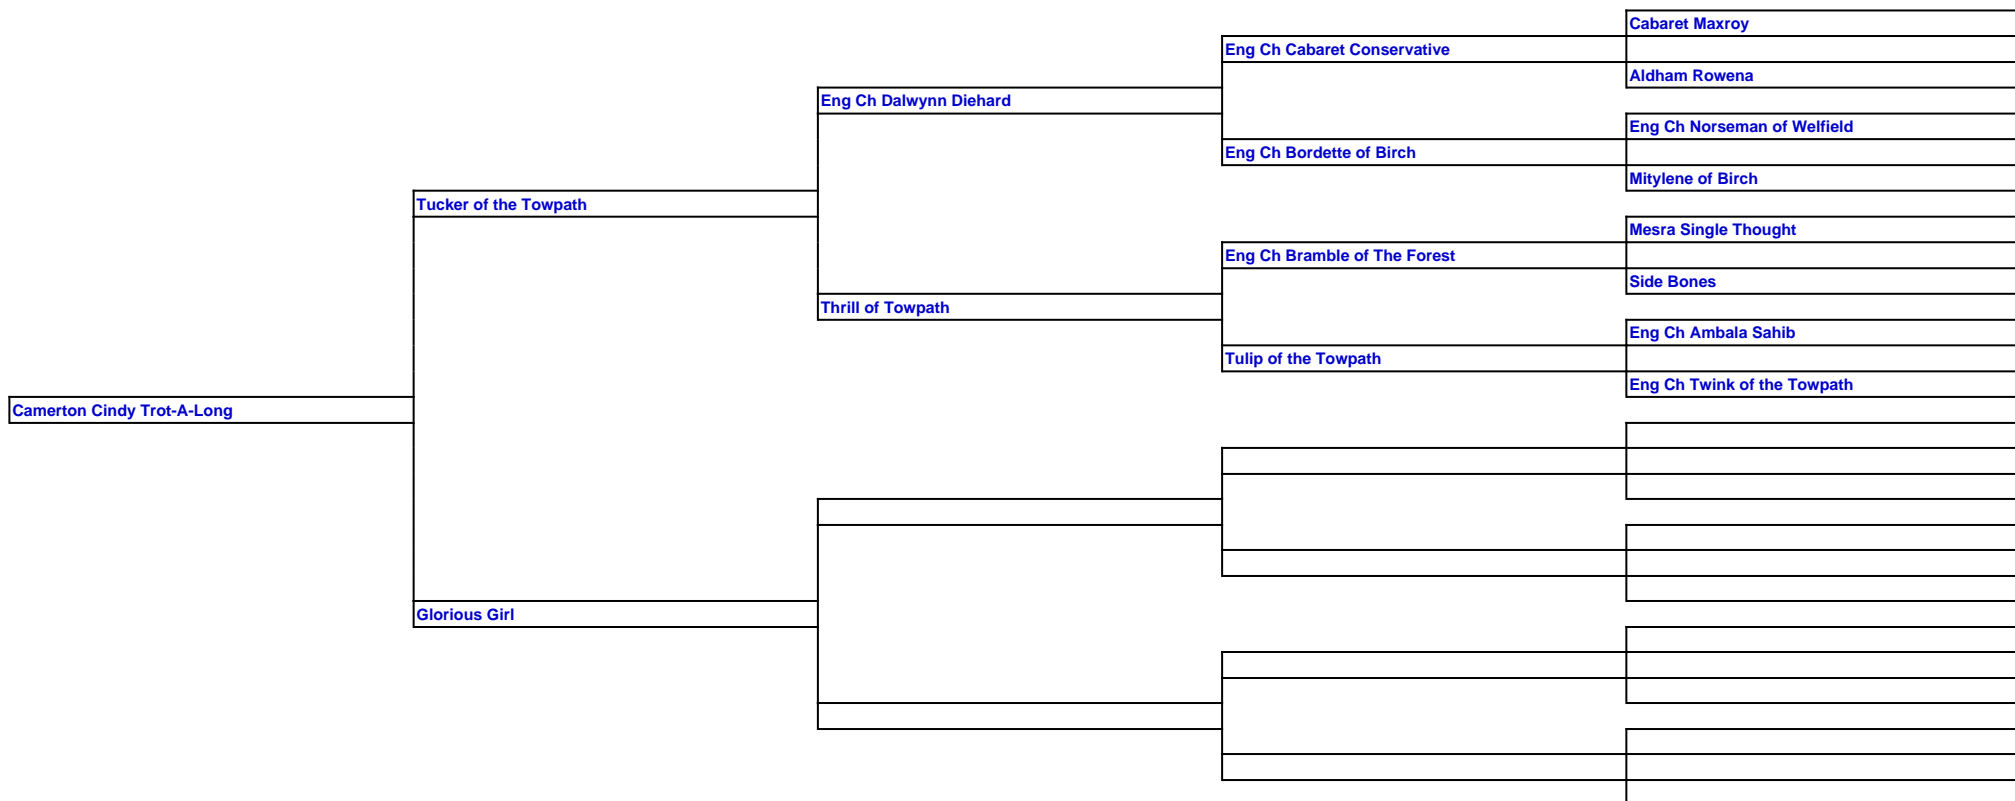 Cabaret Maxroy
Eng Ch Cabaret Conservative
Aldham Rowena
Eng Ch Dalwynn Diehard
Eng Ch Norseman of Welfield
Eng Ch Bordette of Birch
Mitylene of Birch
Tucker of the Towpath
Mesra Single Thought
Eng Ch Bramble of The Forest
Side Bones
Thrill of Towpath
Eng Ch Ambala Sahib
Tulip of the Towpath
Eng Ch Twink of the Towpath
Camerton Cindy Trot-A-Long
Glorious Girl